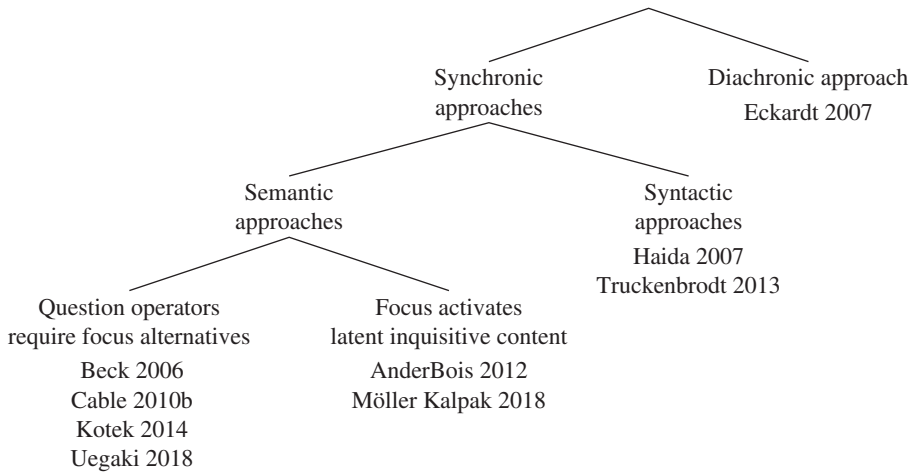 Synchronic
approaches
Diachronic approach
Eckardt 2007
Semantic
approaches
Syntactic
approaches
Haida 2007
Truckenbrodt 2013
Question operators
require focus alternatives
Beck 2006
Cable 2010b
Kotek 2014
Uegaki 2018
Focus activates
latent inquisitive content
AnderBois 2012
Möller Kalpak 2018